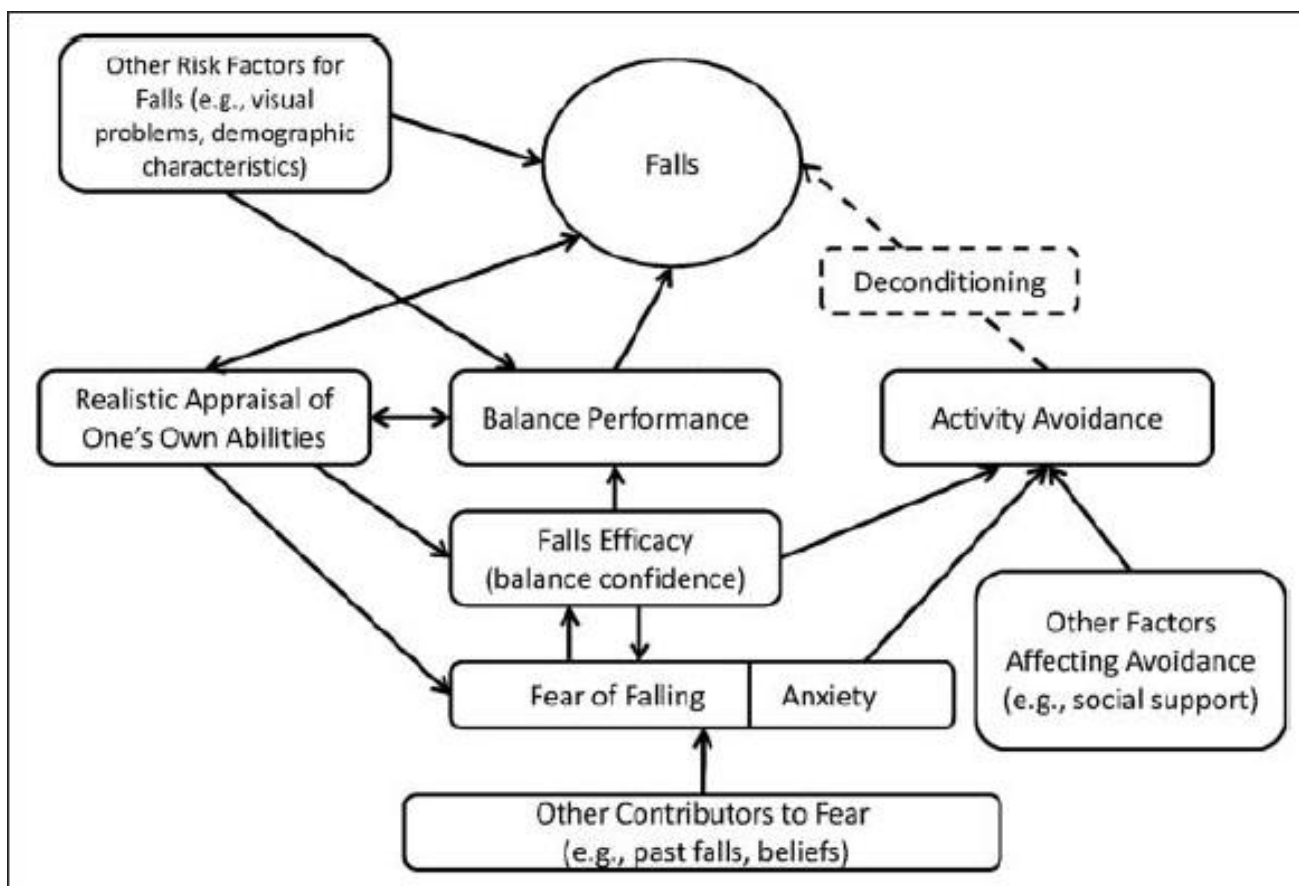 Other Risk Factors for
Falls (e.g., visual
problems, demographic
characteristics)
Falls
Deconditioning
Realistic Appraisal of
One's Own Abilities
Balance Performance
Activity Avoidance
Falls Efficacy
(balance confidence)
Other Factors
Affecting Avoidance
(e.g., social support)
Fear of Falling
Anxiety
Other Contributors to Fear
(e.g., past falls, beliefs)